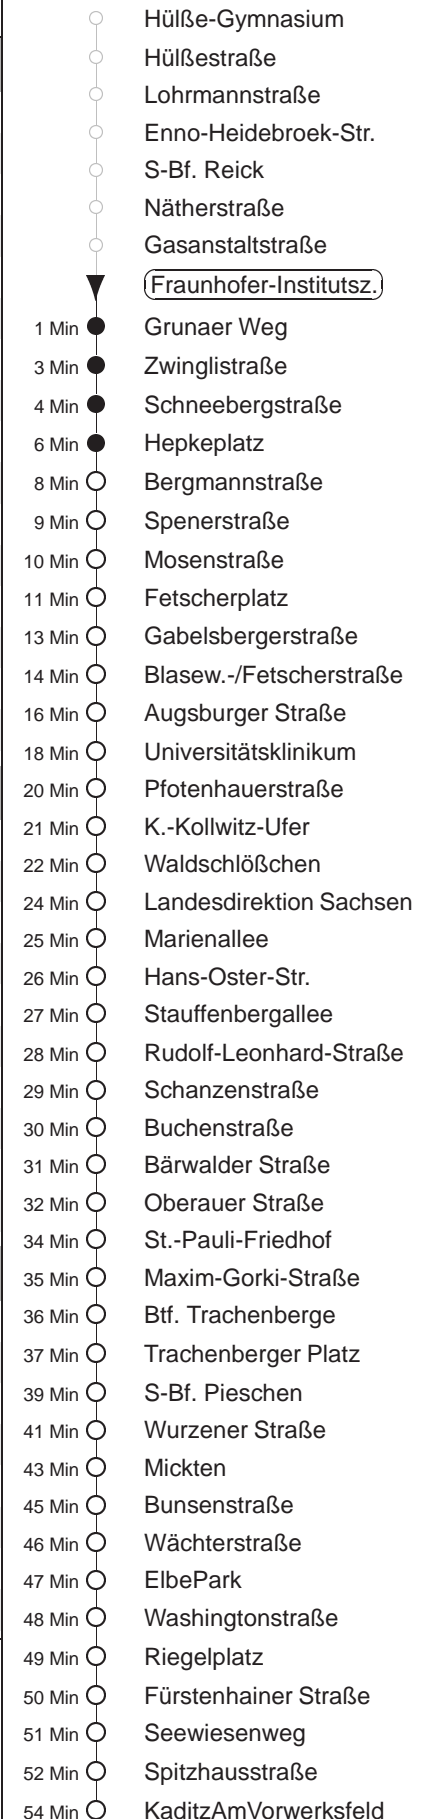 Hülße-Gymnasium
Hülßestraße
Lohrmannstraße
Enno-Heidebroek-Str.
S-Bf. Reick
Nätherstraße
Gasanstaltstraße
Fraunhofer-Institutsz.
1 Min Grunaer Weg
3 Min Zwinglistraße
4 Min Schneebergstraße
6 Min Hepkeplatz
8 Min Bergmannstraße
9 Min Spenerstraße
10 Min Mosenstraße
11 Min Fetscherplatz
13 Min Gabelsbergerstraße
14 Min Blasew.-/Fetscherstraße
16 Min Augsburger Straße
18 Min Universitätsklinikum
20 Min Pfotenhauerstraße
21 Min K.-Kollwitz-Ufer
22 Min Waldschlößchen
24 Min Landesdirektion Sachsen
25 Min Marienallee
26 Min Hans-Oster-Str.
27 Min Stauffenbergallee
28 Min Rudolf-Leonhard-Straße
29 Min Schanzenstraße
30 Min Buchenstraße
31 Min Bärwalder Straße
32 Min Oberauer Straße
34 Min St.-Pauli-Friedhof
35 Min Maxim-Gorki-Straße
36 Min Btf. Trachenberge
37 Min Trachenberger Platz
39 Min S-Bf. Pieschen
41 Min Wurzener Straße
43 Min Mickten
45 Min Bunsenstraße
46 Min Wächterstraße
47 Min ElbePark
48 Min Washingtonstraße
49 Min Riegelplatz
50 Min Fürstenhainer Straße
51 Min Seewiesenweg
52 Min Spitzhausstraße
54 Min KaditzAmVorwerksfeld